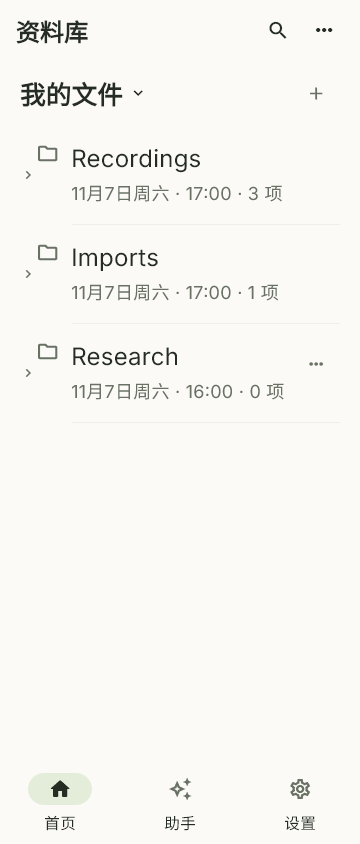 资料库
我的文件
Recordings
11月7日周六 · 17:00 · 3 项
Imports
11月7日周六 · 17:00 · 1 项
Research
11月7日周六 · 16:00 · 0 项
首页
助手
设置